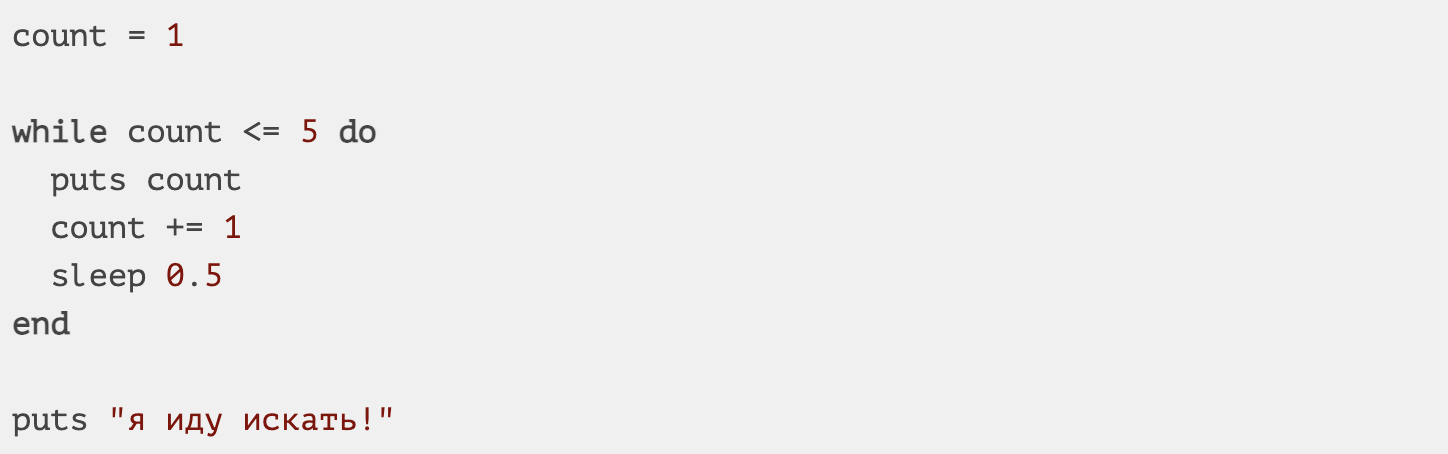 count = 1
while count <= 5 do
  puts count
  count += 1
  sleep 0.5
end
puts "я иду искать!"